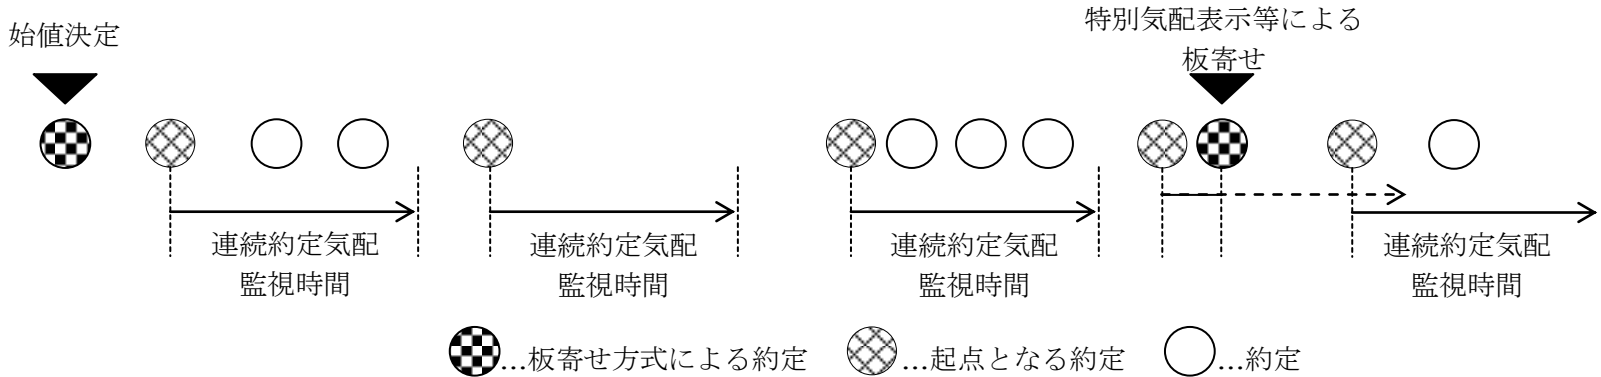 始値決定
特別気配表示等による
板寄せ
連続約定気配
監視時間
連続約定気配
監視時間
連続約定気配
監視時間
連続約定気配
監視時間
…板寄せ方式による約定
…起点となる約定
…約定